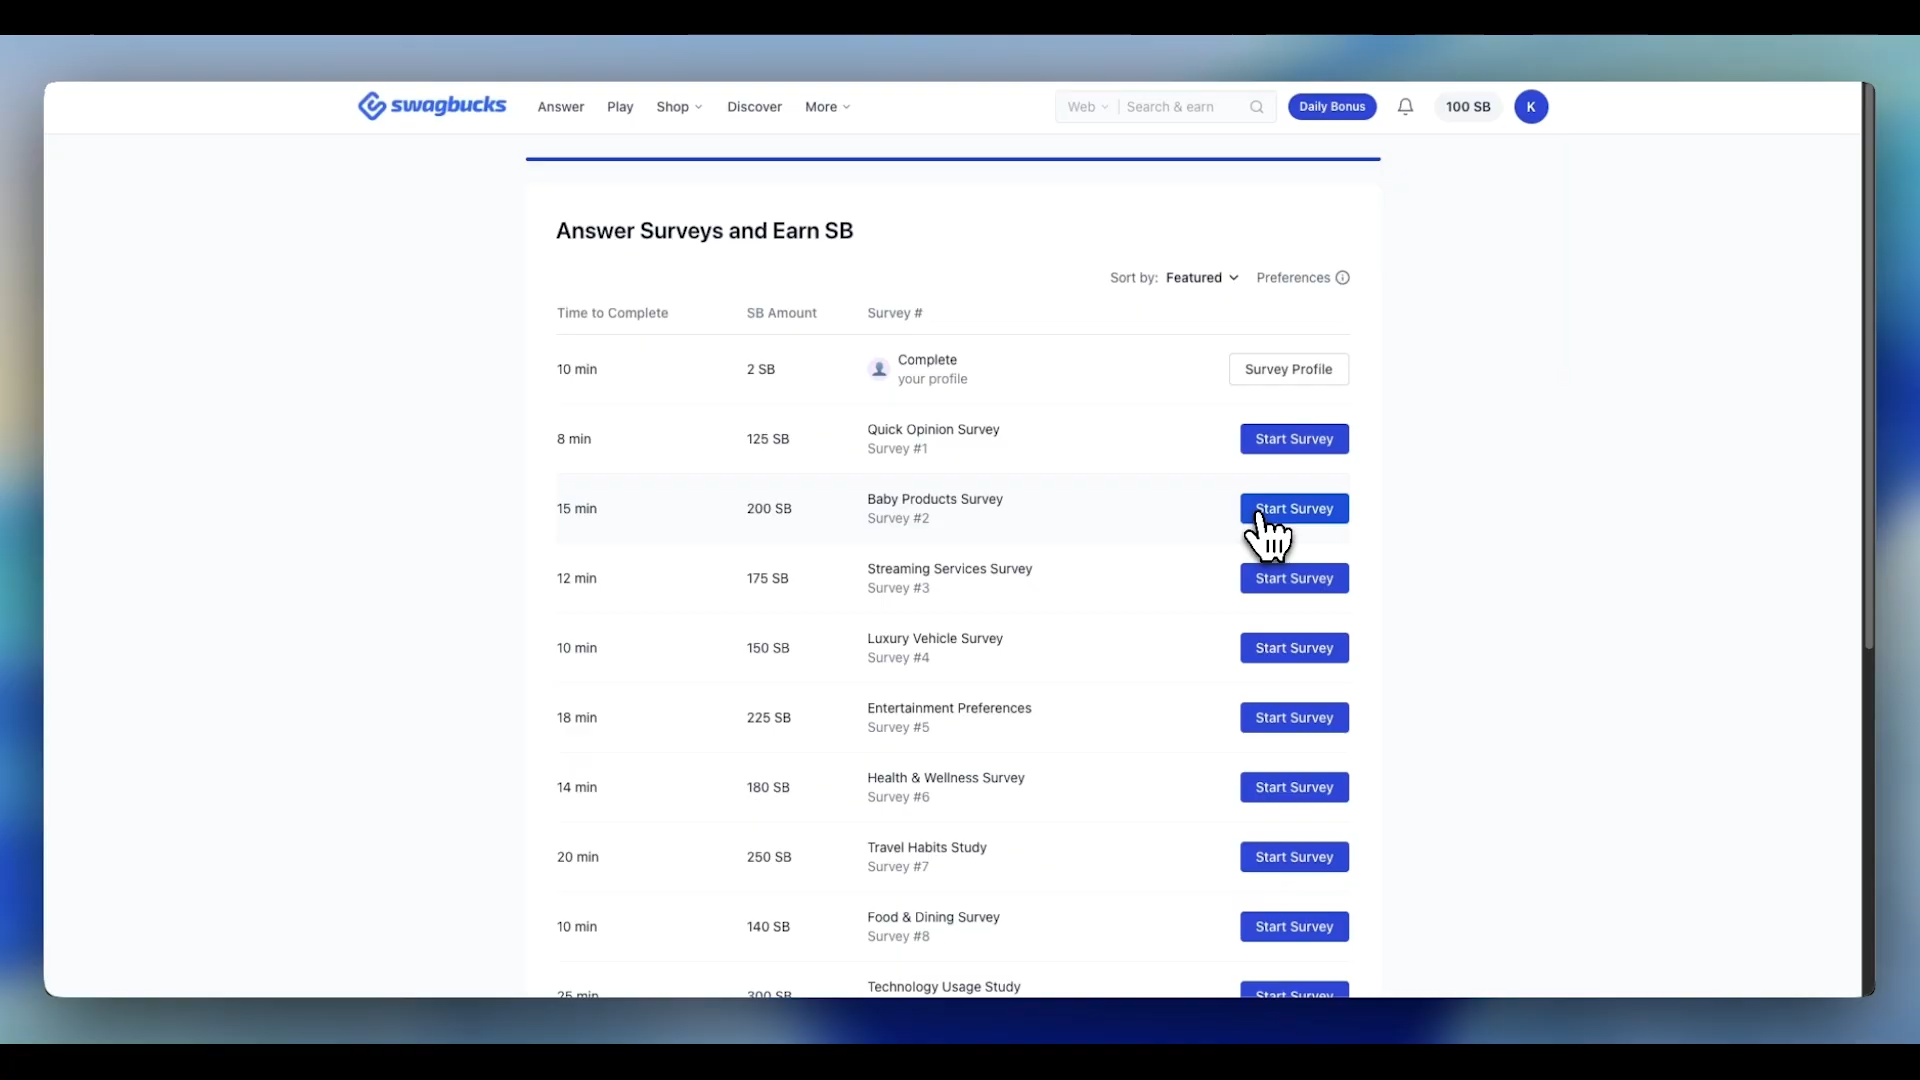 swagbucks Answer Play Shop Discover More Web Search & earn Daily Bonus 100 SB K
Answer Surveys and Earn SB
Sort by: Featured Preferences
Time to Complete SB Amount Survey #
10 min 2 SB Complete your profile Survey Profile
8 min 125 SB Quick Opinion Survey Start Survey
Survey #1
15 min 200 SB Baby Products Survey Start Survey
Survey #2
12 min 175 SB Streaming Services Survey Start Survey
Survey #3
10 min 150 SB Luxury Vehicle Survey Start Survey
Survey #4
18 min 225 SB Entertainment Preferences Start Survey
Survey #5
14 min 180 SB Health & Wellness Survey Start Survey
Survey #6
20 min 250 SB Travel Habits Study Start Survey
Survey #7
10 min 140 SB Food & Dining Survey Start Survey
Survey #8
25 min 300 SB Technology Usage Study Start Survey